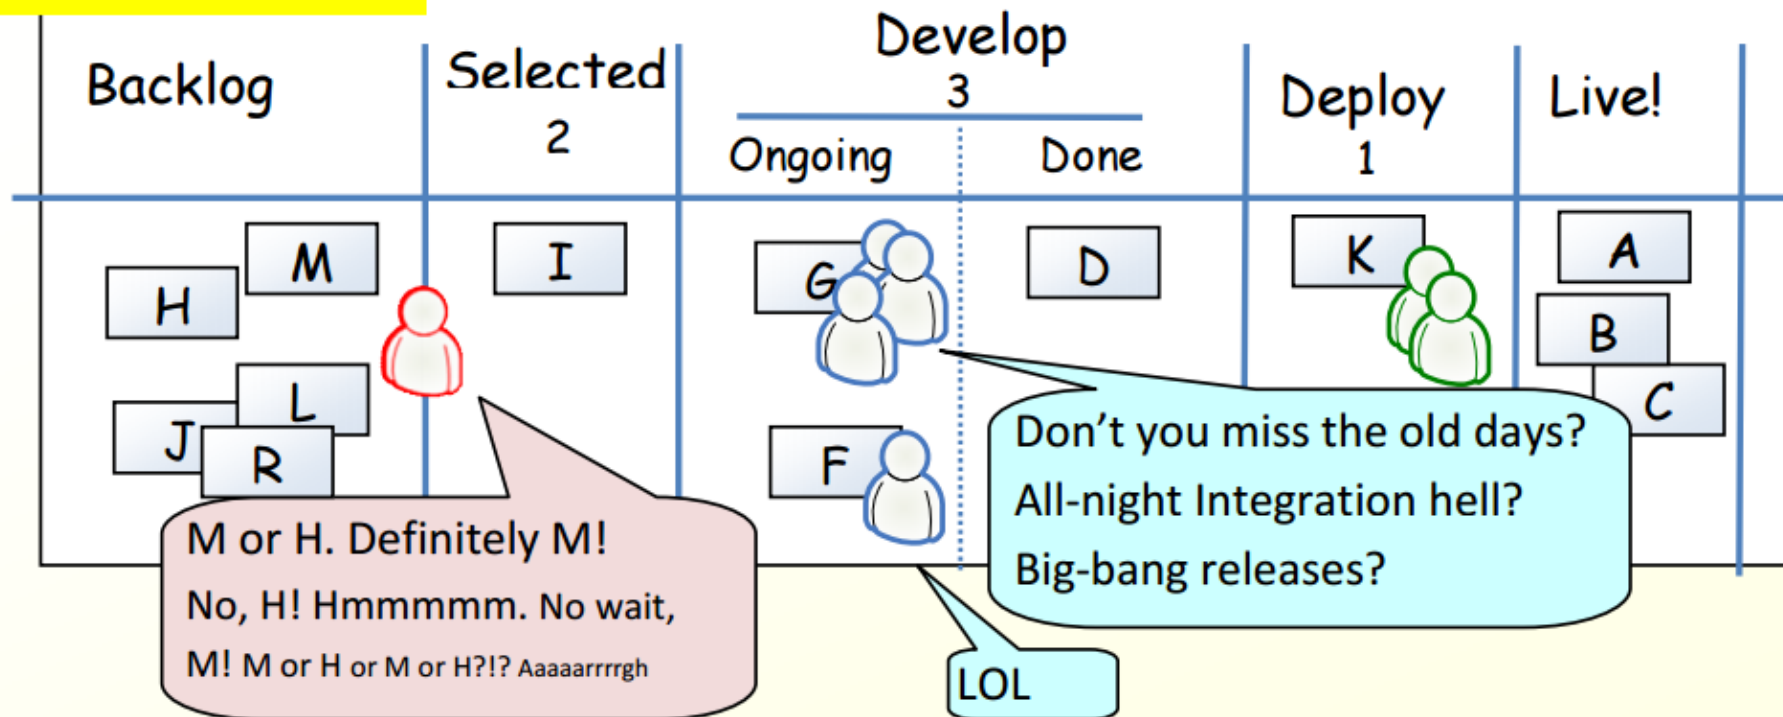 Backlog
Selected
2
Develop
3
Ongoing
Done
Deploy
1
Live!
H
M
J
L
R
I
G
F
D
K
A
B
C
M or H. Definitely M!
No, H! Hmmmmm. No wait,
M! M or H or M or H?!? Aaaaarrrrgh
Don't you miss the old days?
All-night Integration hell?
Big-bang releases?
LOL